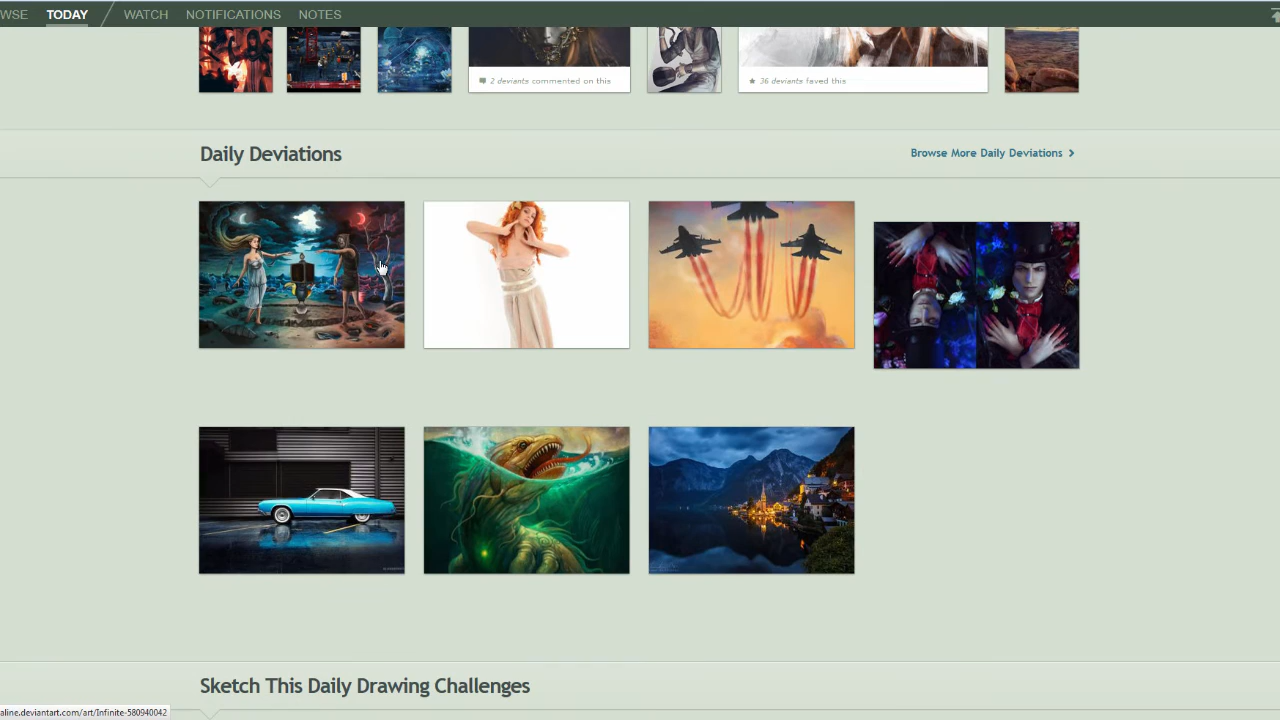 WSE TODAY WATCH NOTIFICATIONS NOTES
2 deviants commented on this
36 deviants faved this
Daily Deviations
Browse More Daily Deviations
Sketch This Daily Drawing Challenges
aline.deviantart.com/art/Infinite-580940042